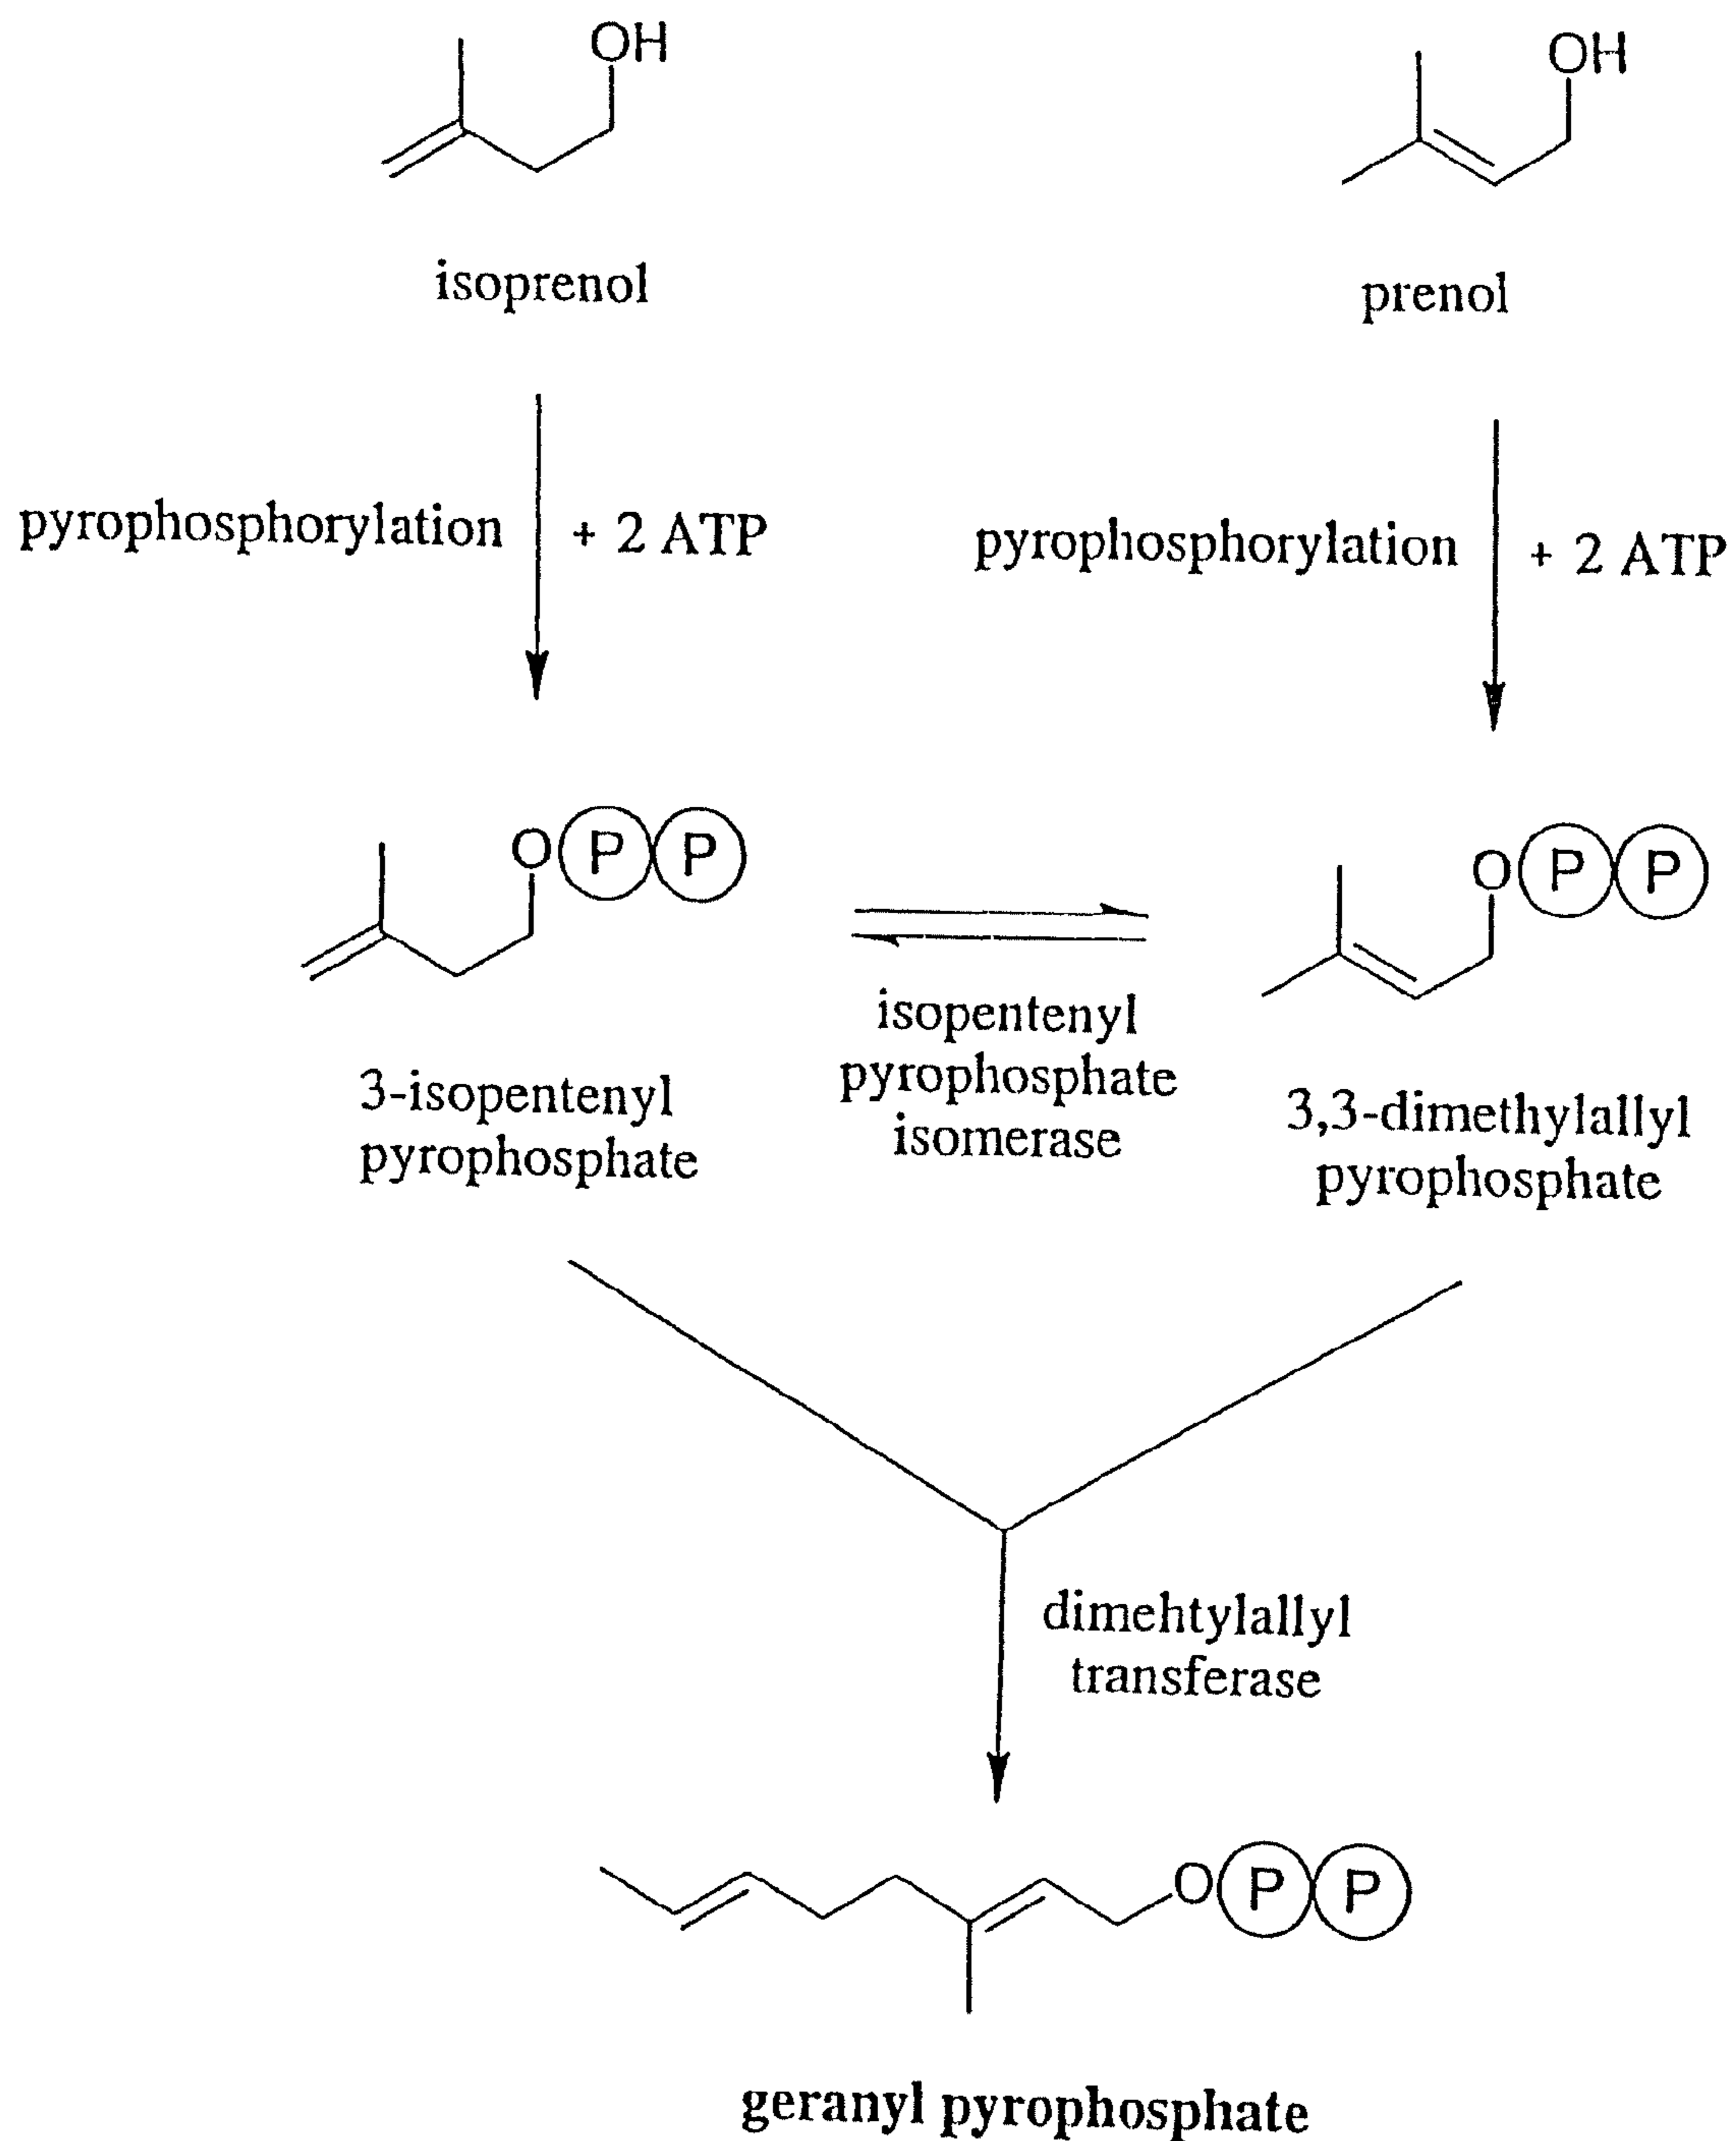 OH
OH
isoprenol
prenol
pyrophosphorylation
+ 2 ATP
pyrophosphorylation
+ 2 ATP
O P P
O P P
isopentenyl
pyrophosphate
isomerase
3-isopentenyl
pyrophosphate
3,3-dimethylallyl
pyrophosphate
dimehtylallyl
transferase
O P P
geranyl pyrophosphate